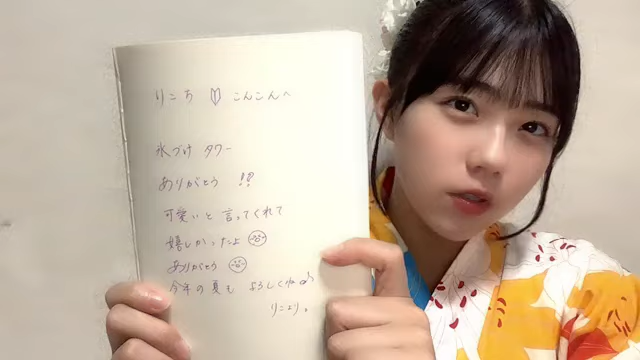 りこち ♡ こんこんへ
氷づけ タワー
ありがとう !!?
可愛いと 言ってくれて
嬉しかったよ
ありがとう
今年の夏も よろしくね♪
りこより。